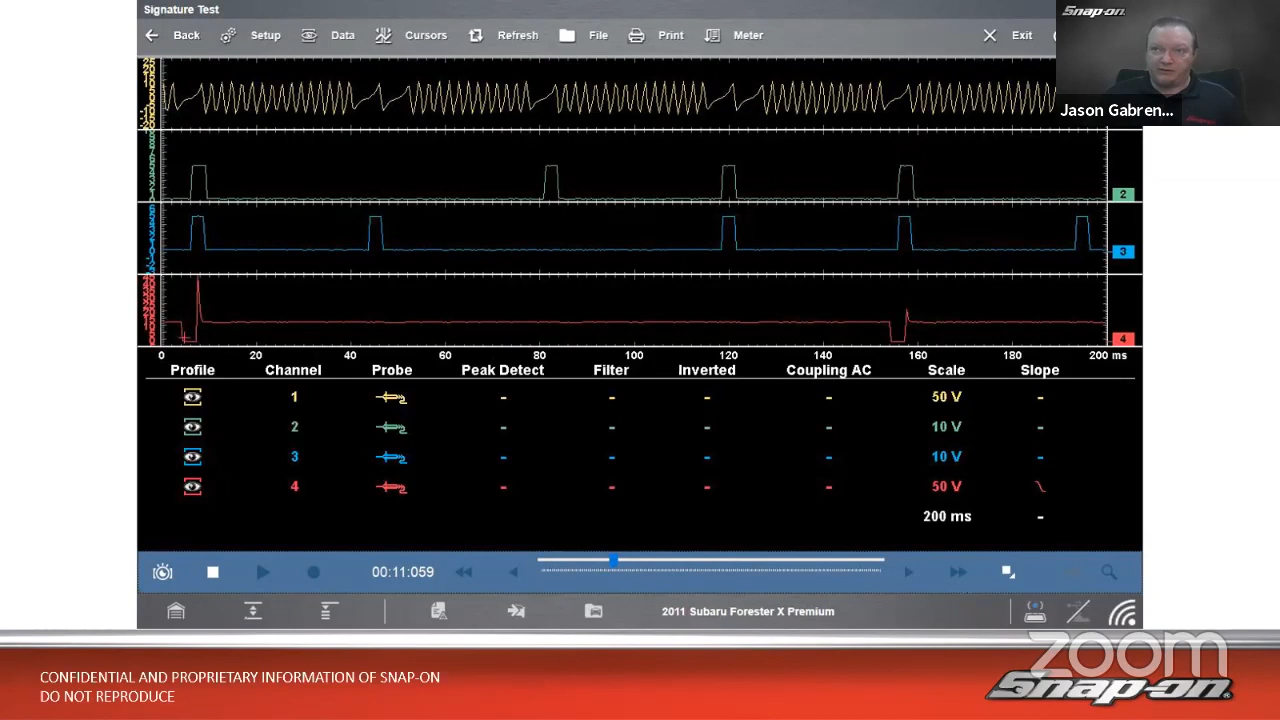 Signature Test
Back Setup Data Cursors Refresh File Print Meter Exit
Snap-on
Jason Gabren...
2
3
4
0 20 40 60 80 100 120 140 160 180 200 ms
Profile Channel Probe Peak Detect Filter Inverted Coupling AC Scale Slope
1 - - - - 50 V -
2 - - - - 10 V -
3 - - - - 10 V -
4 - - - - 50 V
200 ms -
00:11:059
2011 Subaru Forester X Premium
zoom
CONFIDENTIAL AND PROPRIETARY INFORMATION OF SNAP-ON
DO NOT REPRODUCE
Snap-on